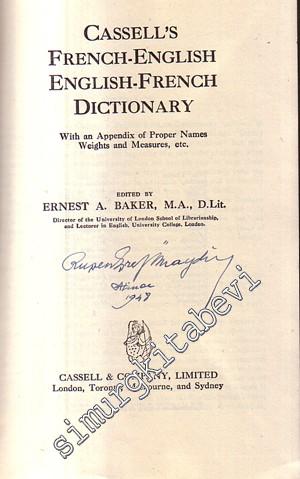 CASSELL'S
FRENCH-ENGLISH
ENGLISH-FRENCH
DICTIONARY
With an Appendix of Proper Names
Weights and Measures, etc.
EDITED BY
ERNEST A. BAKER, M.A., D.Lit.
Director of the University of London School of Librarianship,
and Lecturer in English, University College, London.
1948
CASSELL & COMPANY, LIMITED
London, Toronto, Melbourne, and Sydney
simurgkitabevi